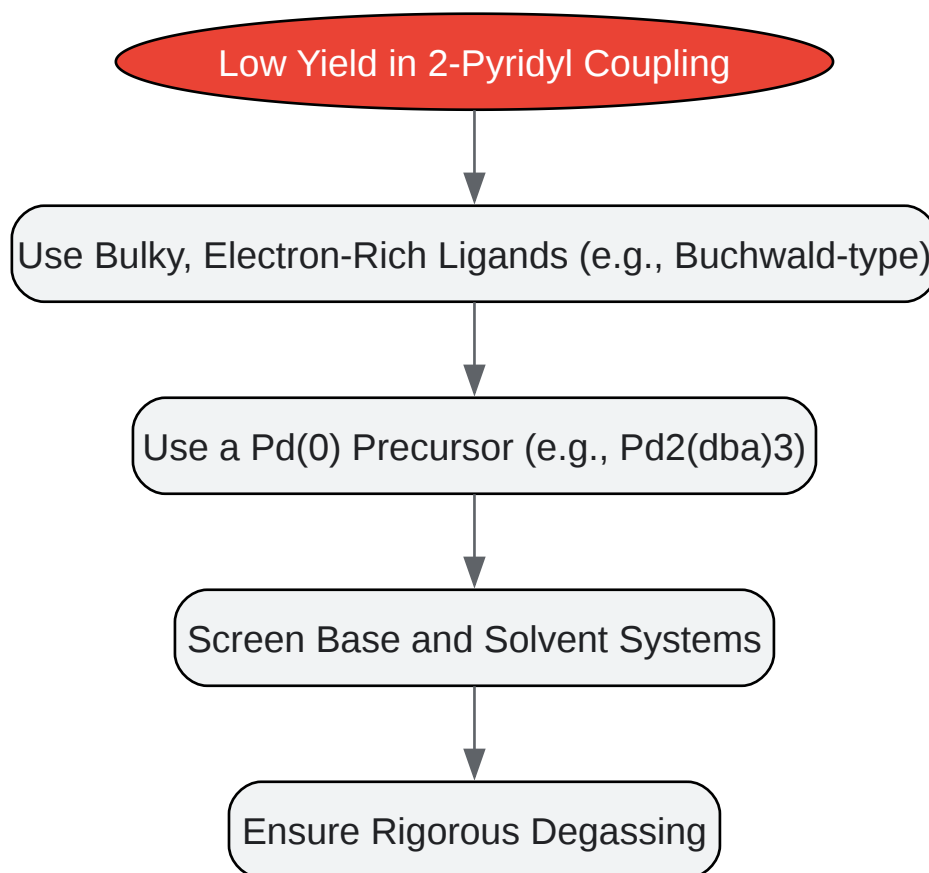 Low Yield in 2-Pyridyl Coupling
Use Bulky, Electron-Rich Ligands (e.g., Buchwald-type)
Use a Pd(0) Precursor (e.g., Pd2(dba)3)
Screen Base and Solvent Systems
Ensure Rigorous Degassing